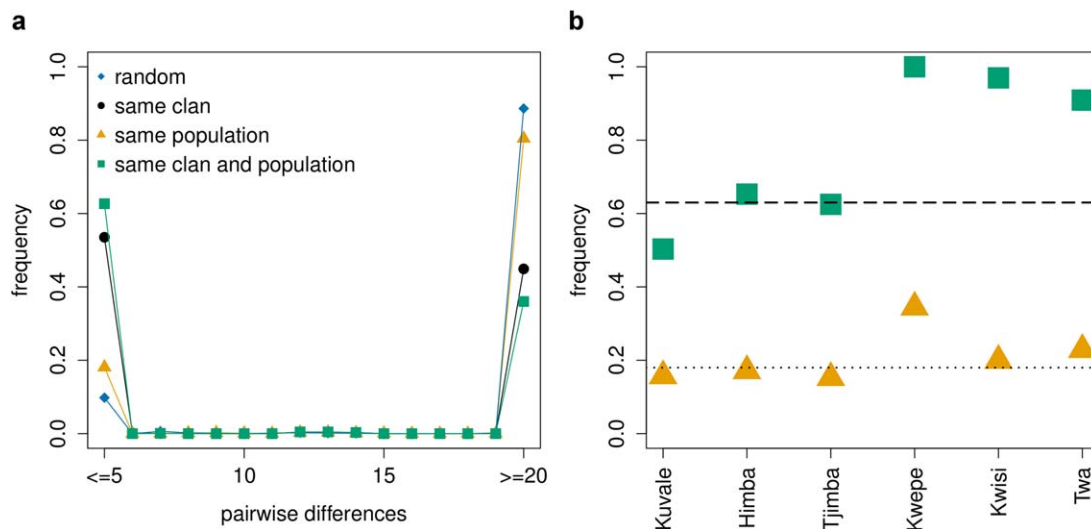 a
frequency
0.0
0.2
0.4
0.6
0.8
1.0
random
same clan
same population
same clan and population
<=5
10
15
>=20
pairwise differences
b
frequency
0.0
0.2
0.4
0.6
0.8
1.0
Kuvale
Himba
Tjimba
Kwepe
Kwisi
Twa